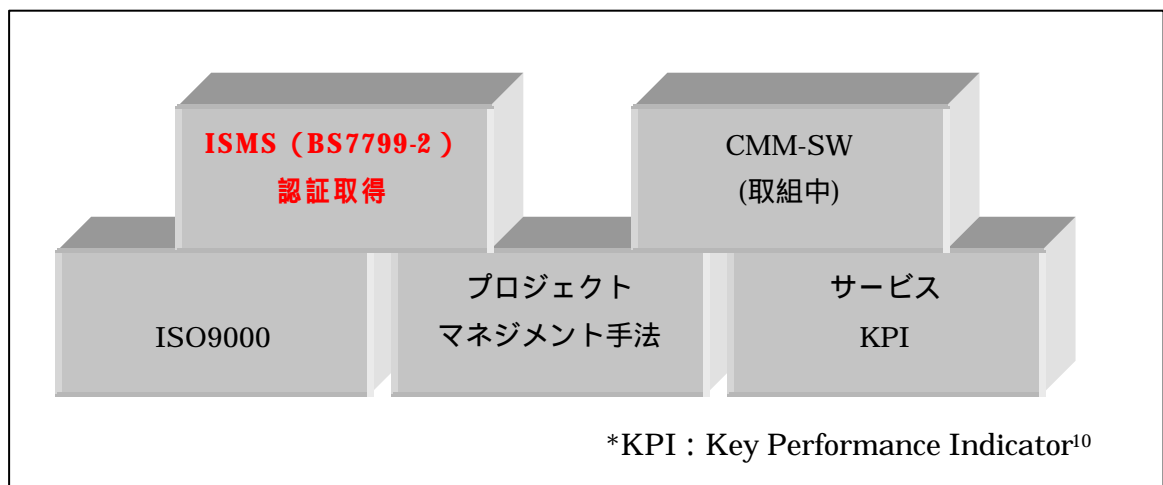 ISMS（BS7799-2）
認証取得
CMM-SW
(取組中)
ISO9000
プロジェクト
マネジメント手法
サービス
KPI
*KPI：Key Performance Indicator10